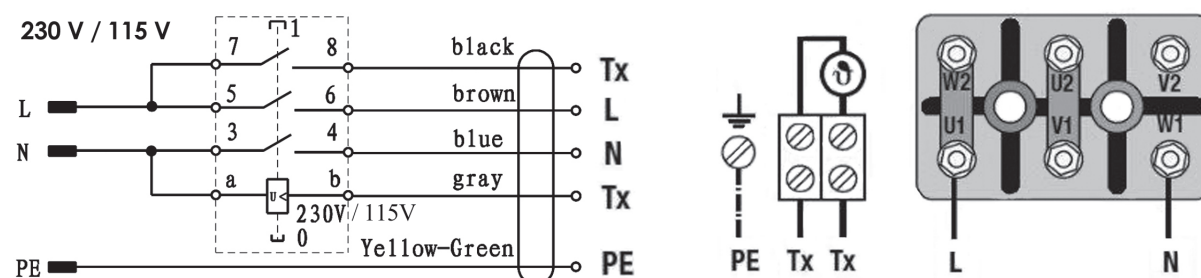 230 V / 115 V
1
7 8 black Tx
L 5 6 brown L
N 3 4 blue N
a b gray Tx
U<
230V / 115V
0
Yellow-Green
PE PE
ϑ
PE Tx Tx
W2 U2 V2
U1 V1 W1
L N